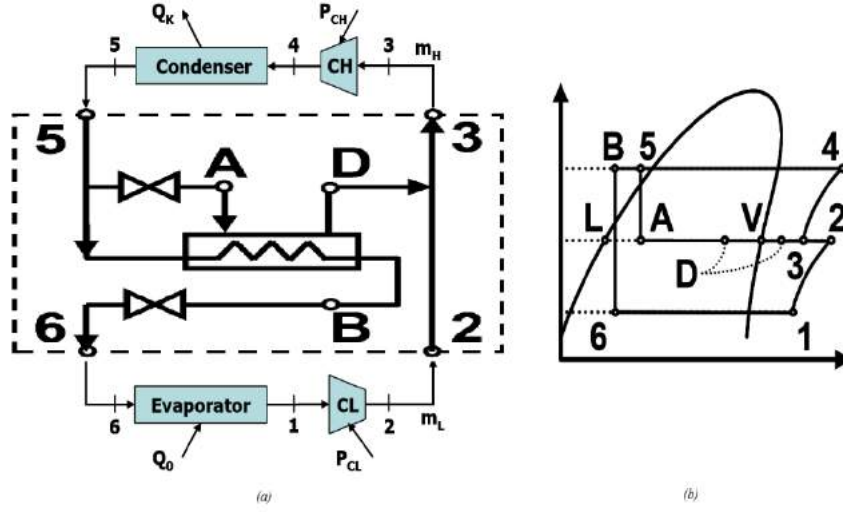 Q_K
P_CH
5
Condenser
4
CH
3
m_H
5
A
D
3
6
B
2
6
Evaporator
1
CL
2
m_L
Q_0
P_CL
(a)
B
5
4
L
A
V
2
D
3
6
1
(b)